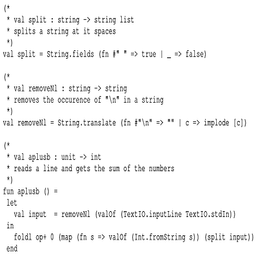 (*
 * val split : string -> string list
 * splits a string at it spaces
 *)
val split = String.fields (fn #" " => true | _ => false)

(*
 * val removeNl : string -> string
 * removes the occurence of "\n" in a string
 *)
val removeNl = String.translate (fn #"\n" => "" | c => implode [c])

(*
 * val aplusb : unit -> int
 * reads a line and gets the sum of the numbers
 *)
fun aplusb () =
 let
  val input  = removeNl (valOf (TextIO.inputLine TextIO.stdIn))
 in
  foldl op+ 0 (map (fn s => valOf (Int.fromString s)) (split input))
 end